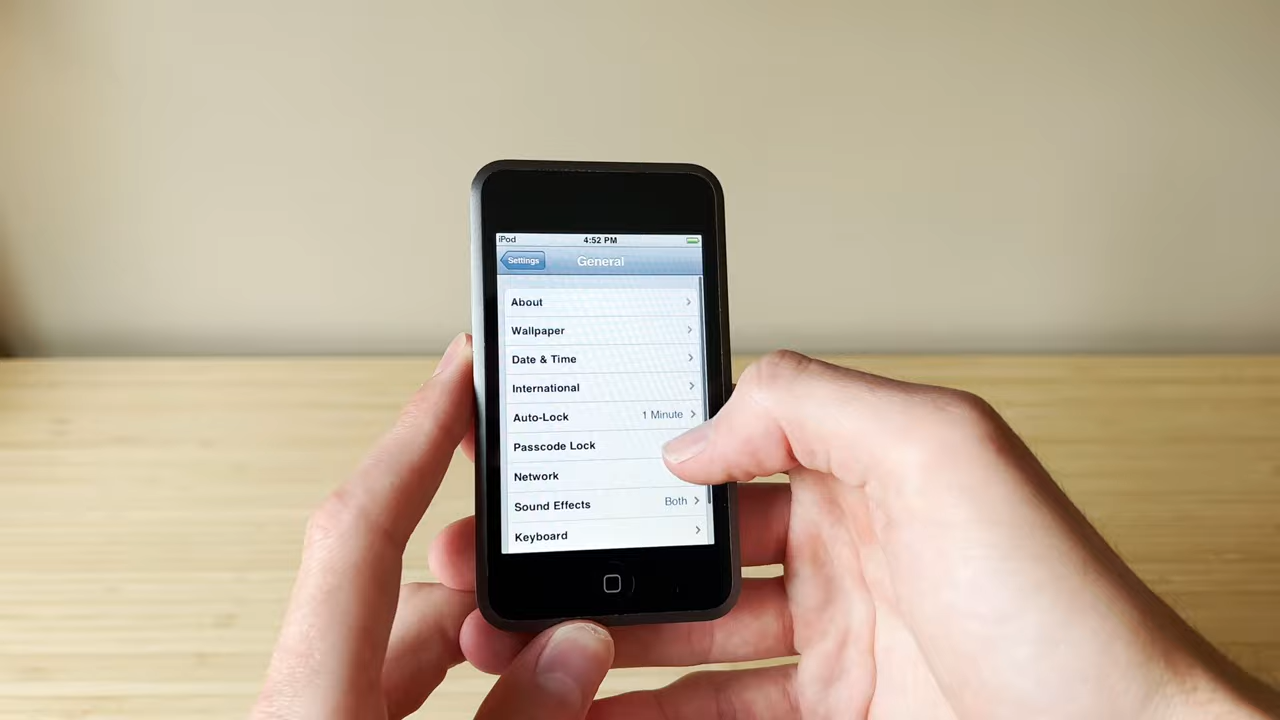 iPod 4:52 PM
Settings General
About
Wallpaper
Date & Time
International
Auto-Lock 1 Minute
Passcode Lock
Network
Sound Effects Both
Keyboard